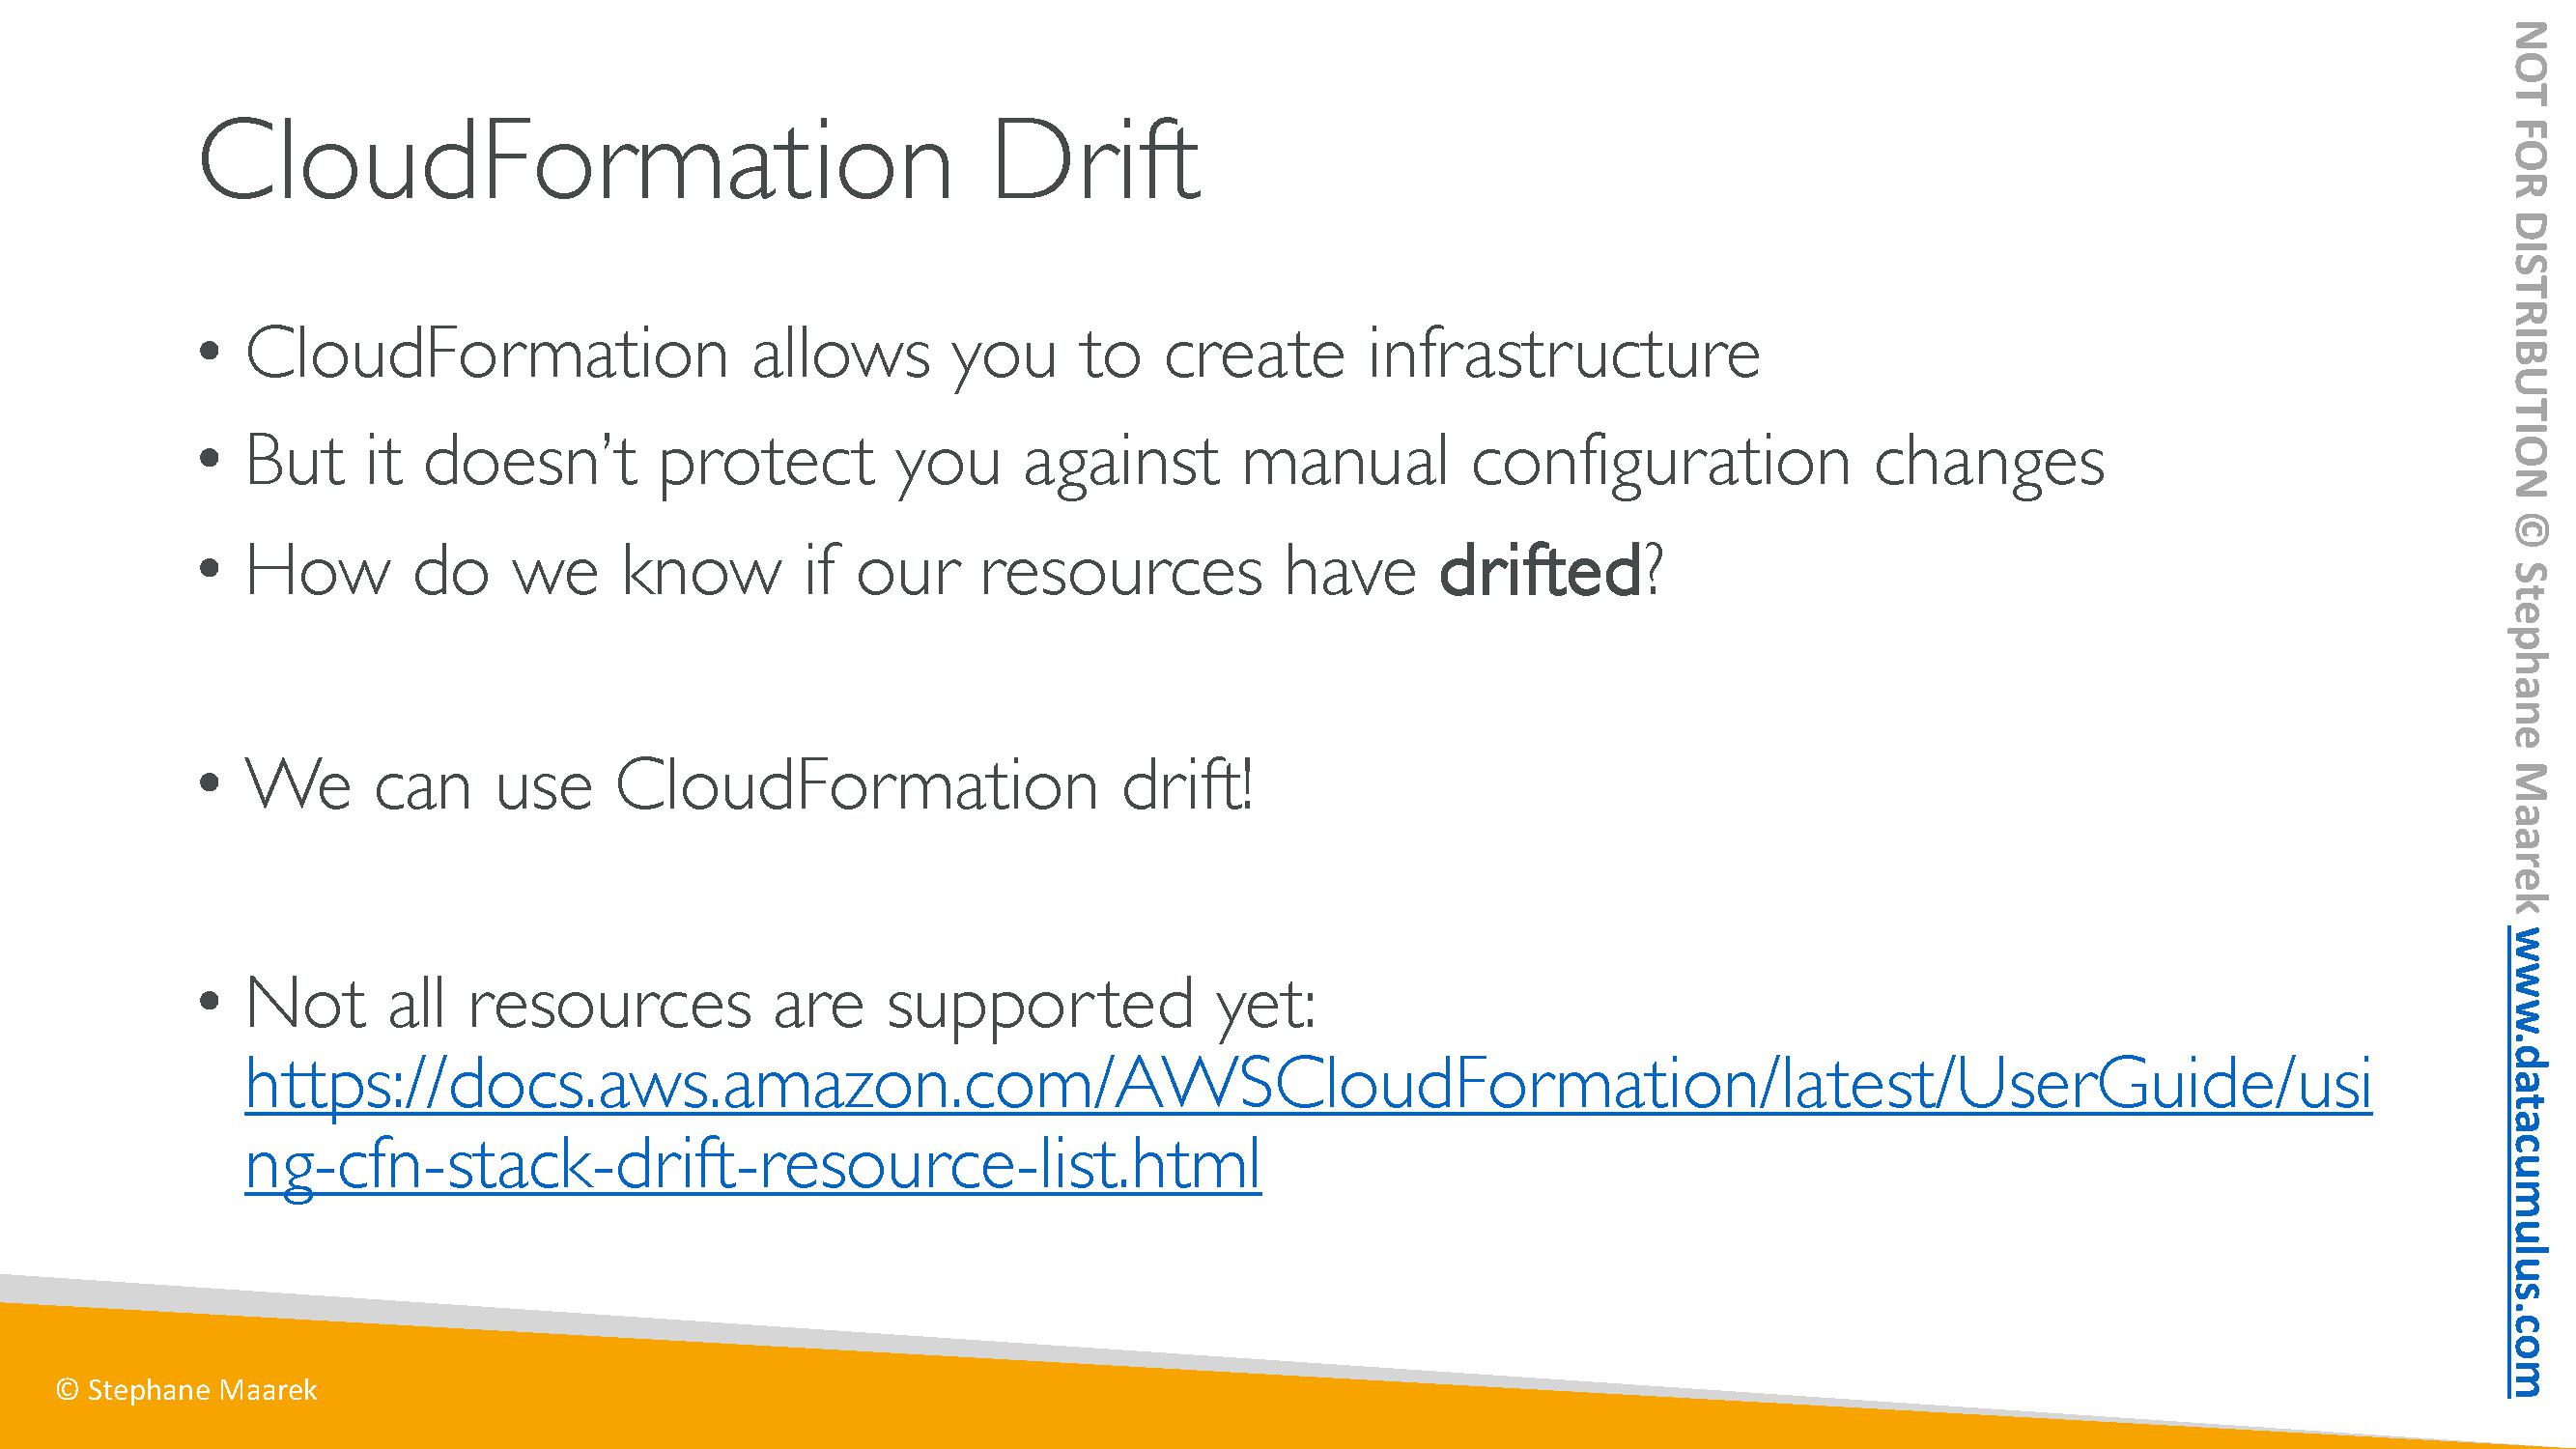 CloudFormation Drift
• CloudFormation allows you to create infrastructure
• But it doesn’t protect you against manual configuration changes
• How do we know if our resources have drifted?
• We can use CloudFormation drift!
• Not all resources are supported yet:
https://docs.aws.amazon.com/AWSCloudFormation/latest/UserGuide/usi
ng-cfn-stack-drift-resource-list.html
© Stephane Maarek
NOT FOR DISTRIBUTION © Stephane Maarek www.datacumulus.com